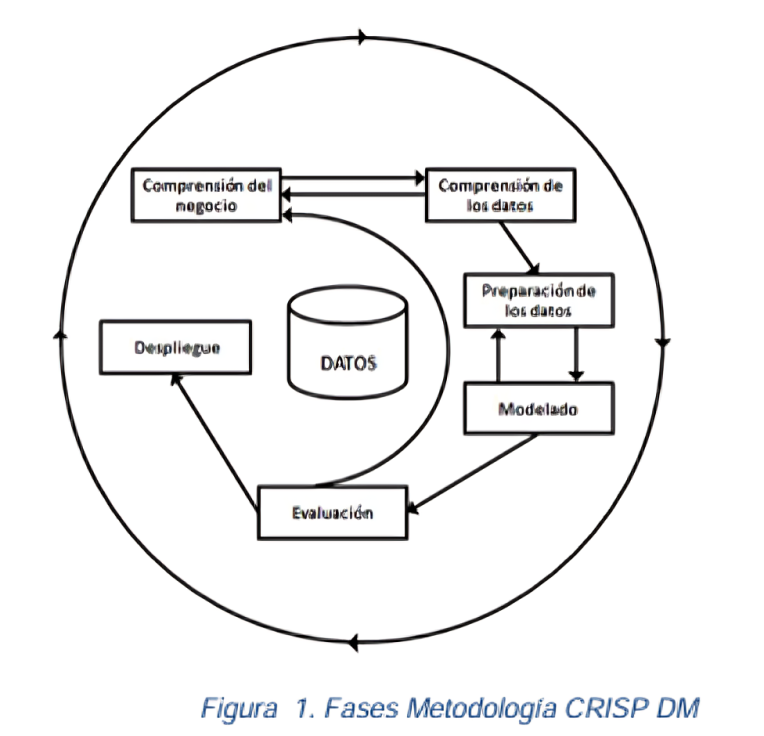 Comprensión del
negocio
Comprensión de
los datos
Preparación de
los datos
Despliegue
DATOS
Modelado
Evaluación
Figura 1. Fases Metodología CRISP DM